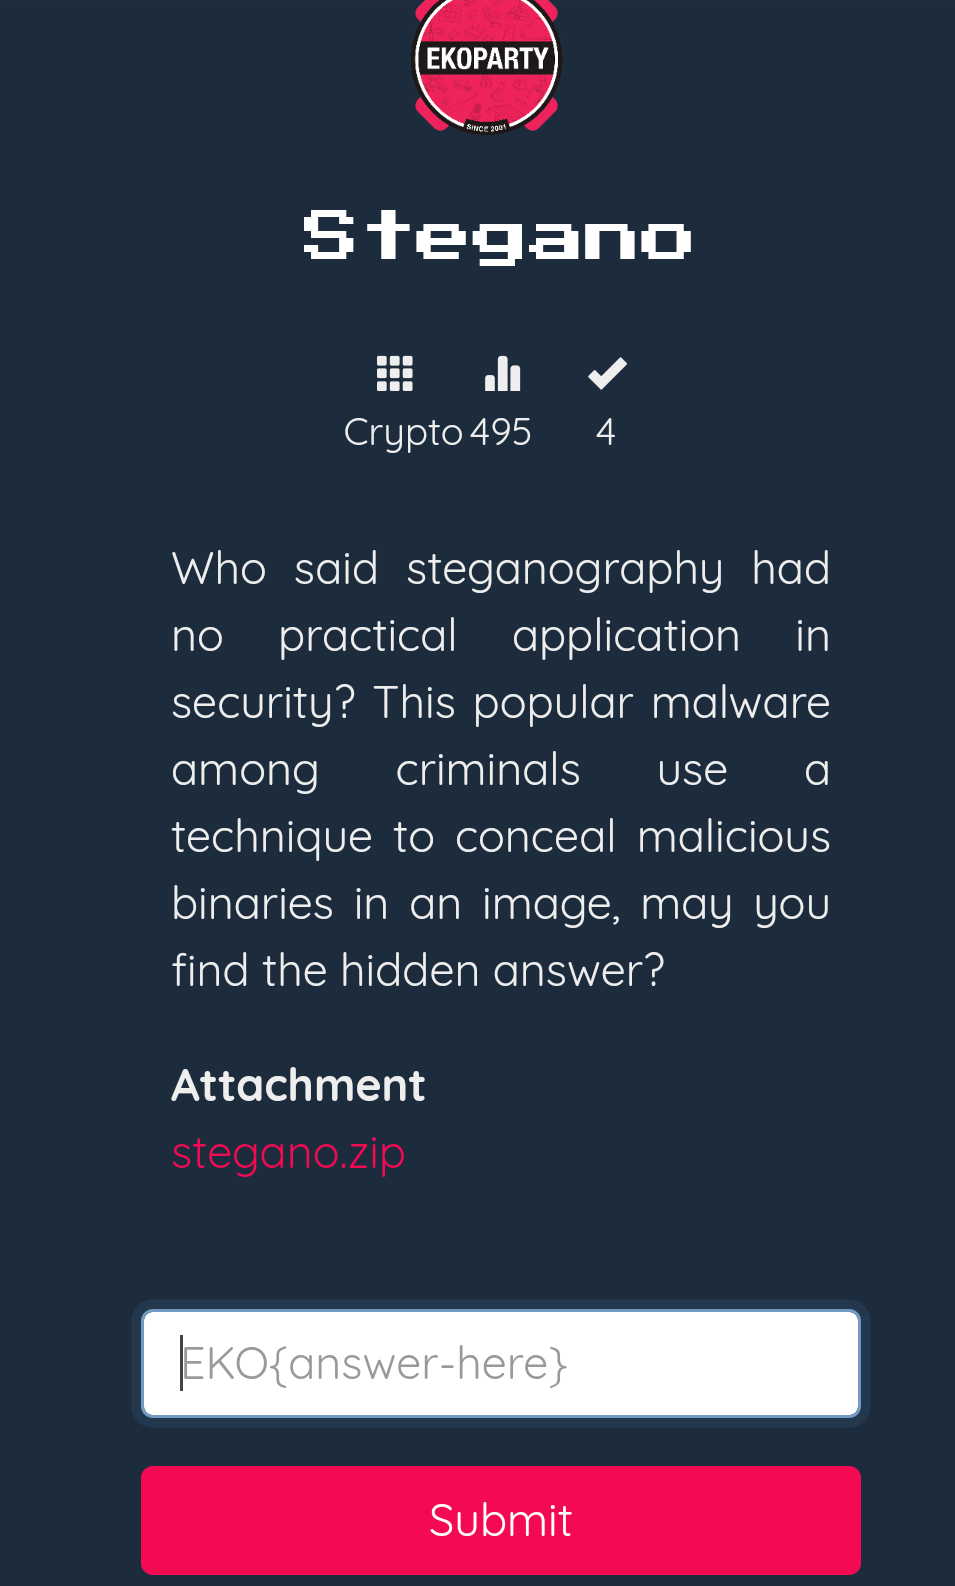 EKOPARTY
SINCE 2001
Stegano
Crypto 495 4
Who said steganography had
no practical application in
security? This popular malware
among criminals use a
technique to conceal malicious
binaries in an image, may you
find the hidden answer?
Attachment
stegano.zip
EKO{answer-here}
Submit